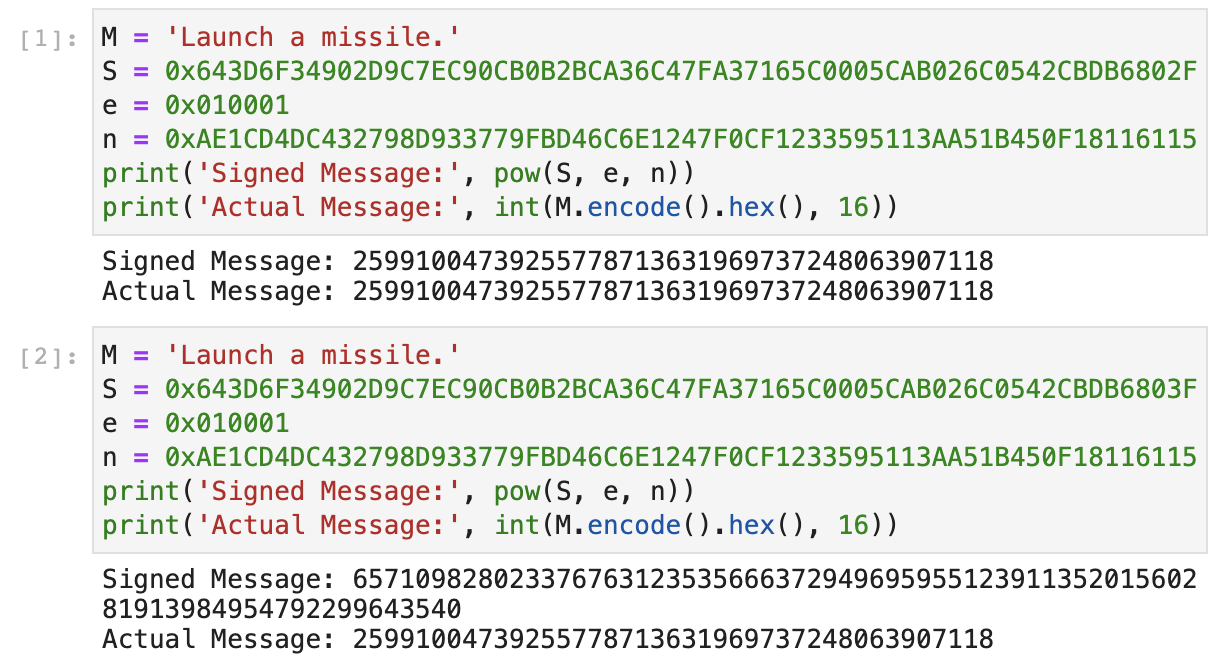 [1]: M = 'Launch a missile.'
S = 0x643D6F34902D9C7EC90CB0B2BCA36C47FA37165C0005CAB026C0542CBDB6802F
e = 0x010001
n = 0xAE1CD4DC432798D933779FBD46C6E1247F0CF1233595113AA51B450F18116115
print('Signed Message:', pow(S, e, n))
print('Actual Message:', int(M.encode().hex(), 16))
Signed Message: 25991004739255778713631969737248063907118
Actual Message: 25991004739255778713631969737248063907118
[2]: M = 'Launch a missile.'
S = 0x643D6F34902D9C7EC90CB0B2BCA36C47FA37165C0005CAB026C0542CBDB6803F
e = 0x010001
n = 0xAE1CD4DC432798D933779FBD46C6E1247F0CF1233595113AA51B450F18116115
print('Signed Message:', pow(S, e, n))
print('Actual Message:', int(M.encode().hex(), 16))
Signed Message: 657109828023376763123535666372949695955123911352015602
81913984954792299643540
Actual Message: 25991004739255778713631969737248063907118